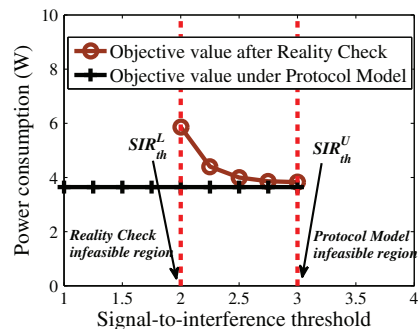 10
8
6
4
2
0
Power consumption (W)
Objective value after Reality Check
Objective value under Protocol Model
SIR^L_th
SIR^U_th
Reality Check
infeasible region
Protocol Model
infeasible region
1 1.5 2 2.5 3 3.5 4
Signal-to-interference threshold